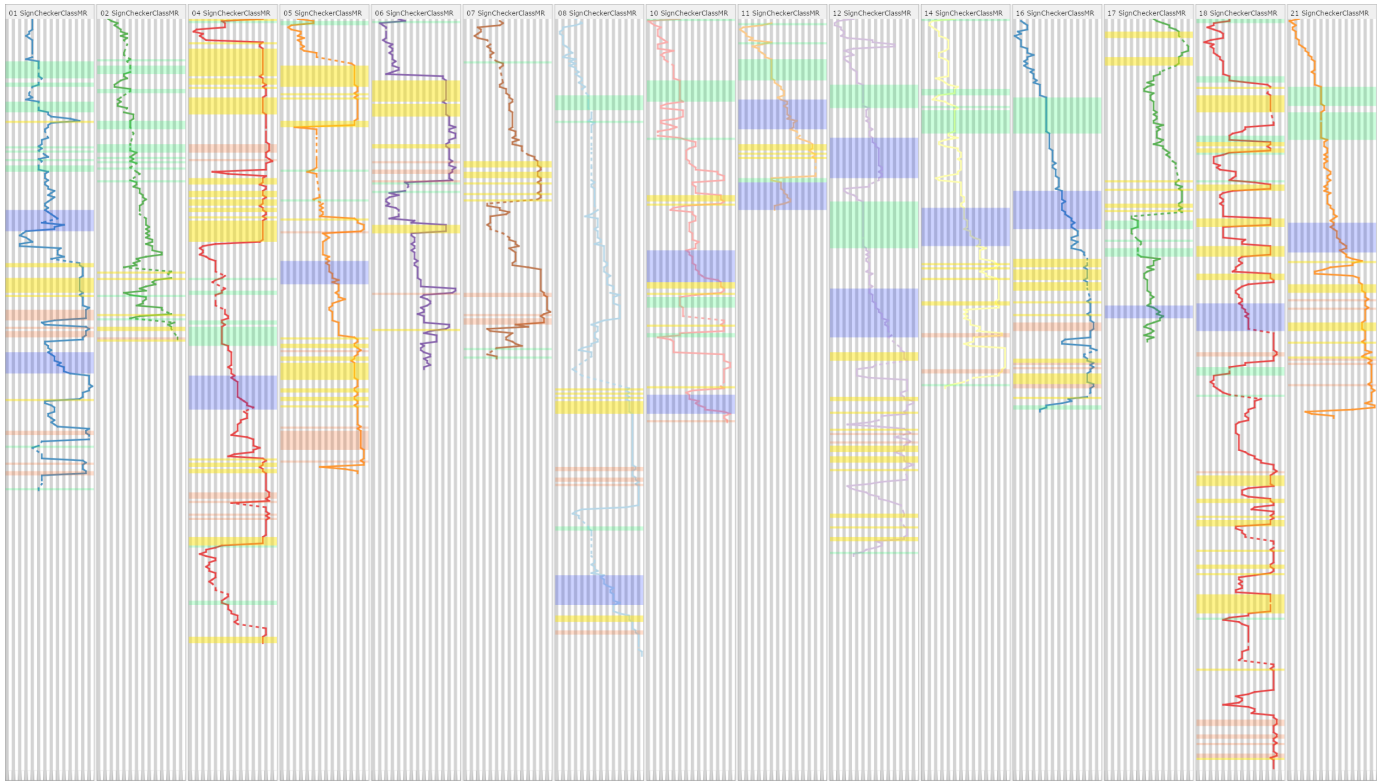 01 SignCheckerClassMR
02 SignCheckerClassMR
04 SignCheckerClassMR
05 SignCheckerClassMR
06 SignCheckerClassMR
07 SignCheckerClassMR
08 SignCheckerClassMR
10 SignCheckerClassMR
11 SignCheckerClassMR
12 SignCheckerClassMR
14 SignCheckerClassMR
16 SignCheckerClassMR
17 SignCheckerClassMR
18 SignCheckerClassMR
21 SignCheckerClassMR